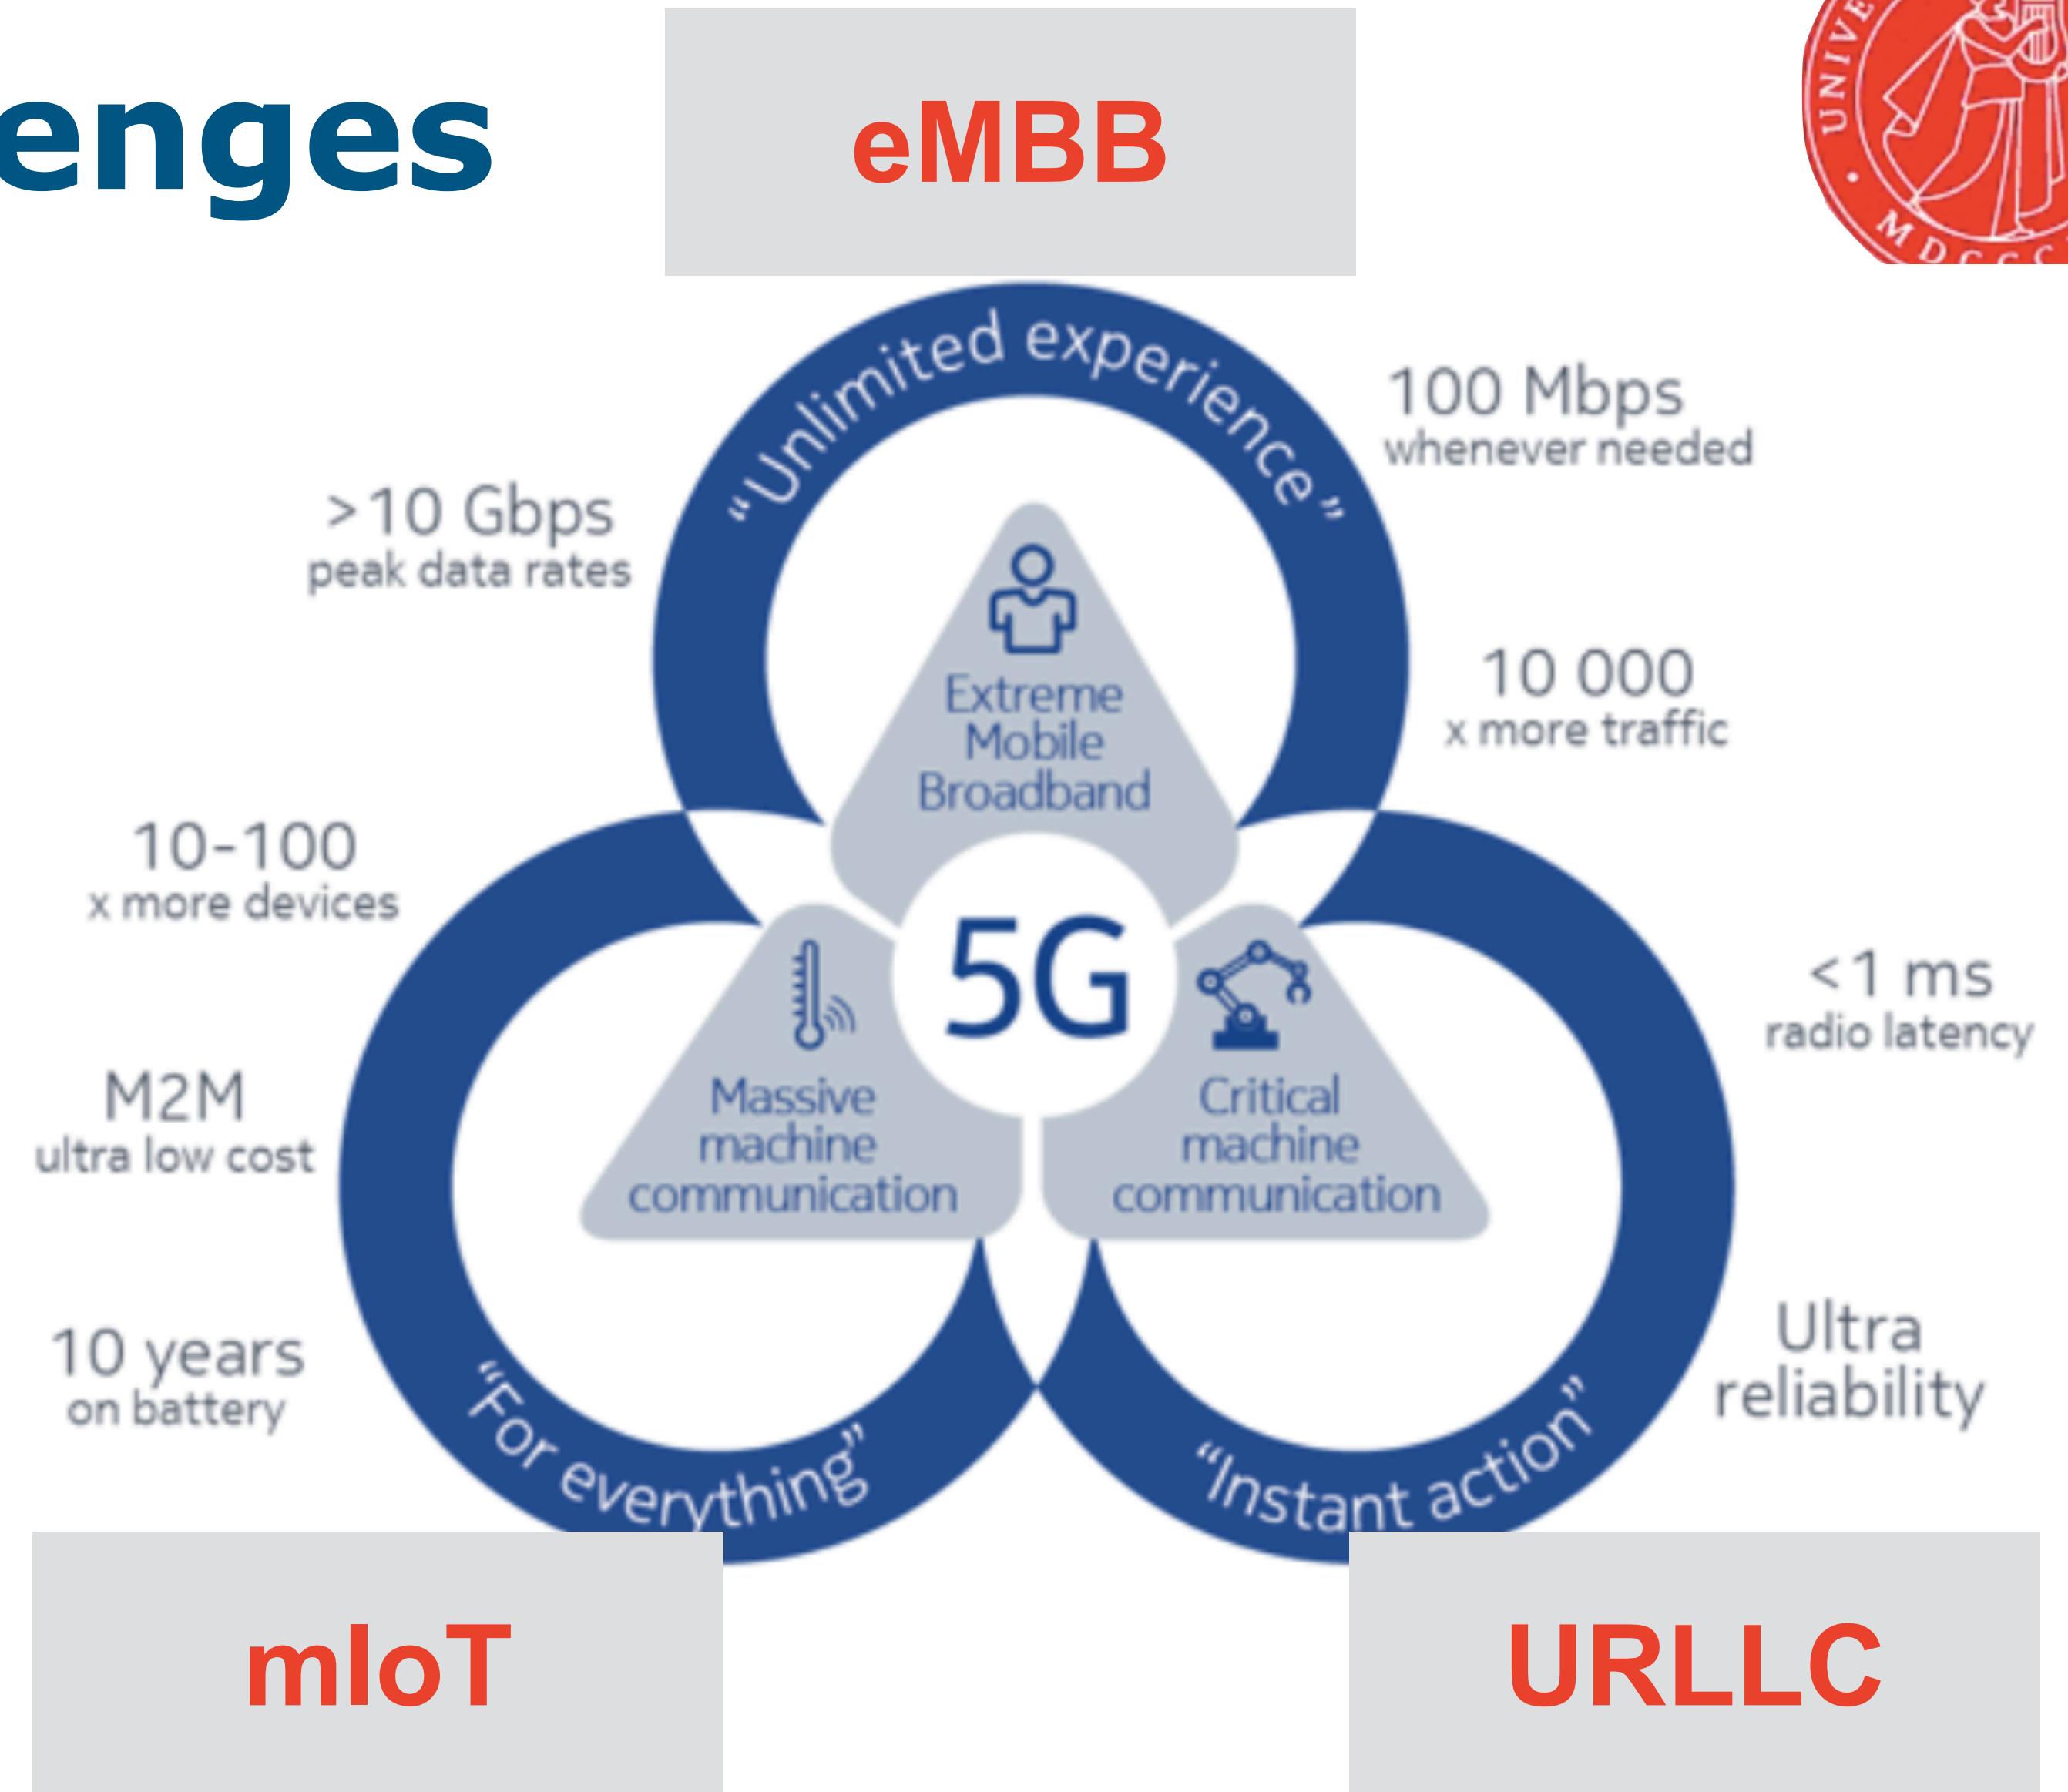 enges
eMBB
UNIVE
MDCCC
“Unlimited experience”
100 Mbps
whenever needed
>10 Gbps
peak data rates
10 000
x more traffic
Extreme
Mobile
Broadband
10-100
x more devices
5G
<1 ms
radio latency
M2M
ultra low cost
Massive
machine
communication
Critical
machine
communication
10 years
on battery
Ultra
reliability
“For everything”
“Instant action”
mIoT
URLLC